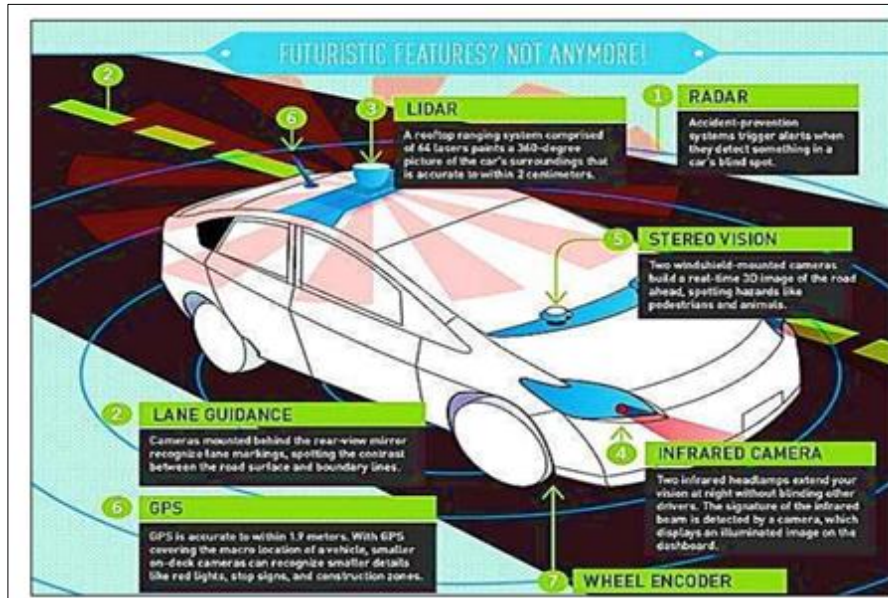 FUTURISTIC FEATURES? NOT ANYMORE!
2
6
3 LIDAR
A rooftop ranging system comprised
of 64 lasers paints a 360-degree
picture of the car's surroundings that
is accurate to within 2 centimeters.
1 RADAR
Accident-prevention
systems trigger alerts when
they detect something in a
car's blind spot.
5 STEREO VISION
Two windshield-mounted cameras
build a real-time 3D image of the road
ahead, spotting hazards like
pedestrians and animals.
2 LANE GUIDANCE
Cameras mounted behind the rear-view mirror
recognize lane markings, spotting the contrast
between the road surface and boundary lines.
4 INFRARED CAMERA
Two infrared headlamps extend your
vision at night without blinding other
drivers. The signature of the infrared
beam is detected by a camera, which
displays an illuminated image on the
dashboard.
6 GPS
GPS is accurate to within 1.9 meters. With GPS
covering the macro location of a vehicle, smaller
on-deck cameras can recognize smaller details
like red lights, stop signs, and construction zones.
7 WHEEL ENCODER